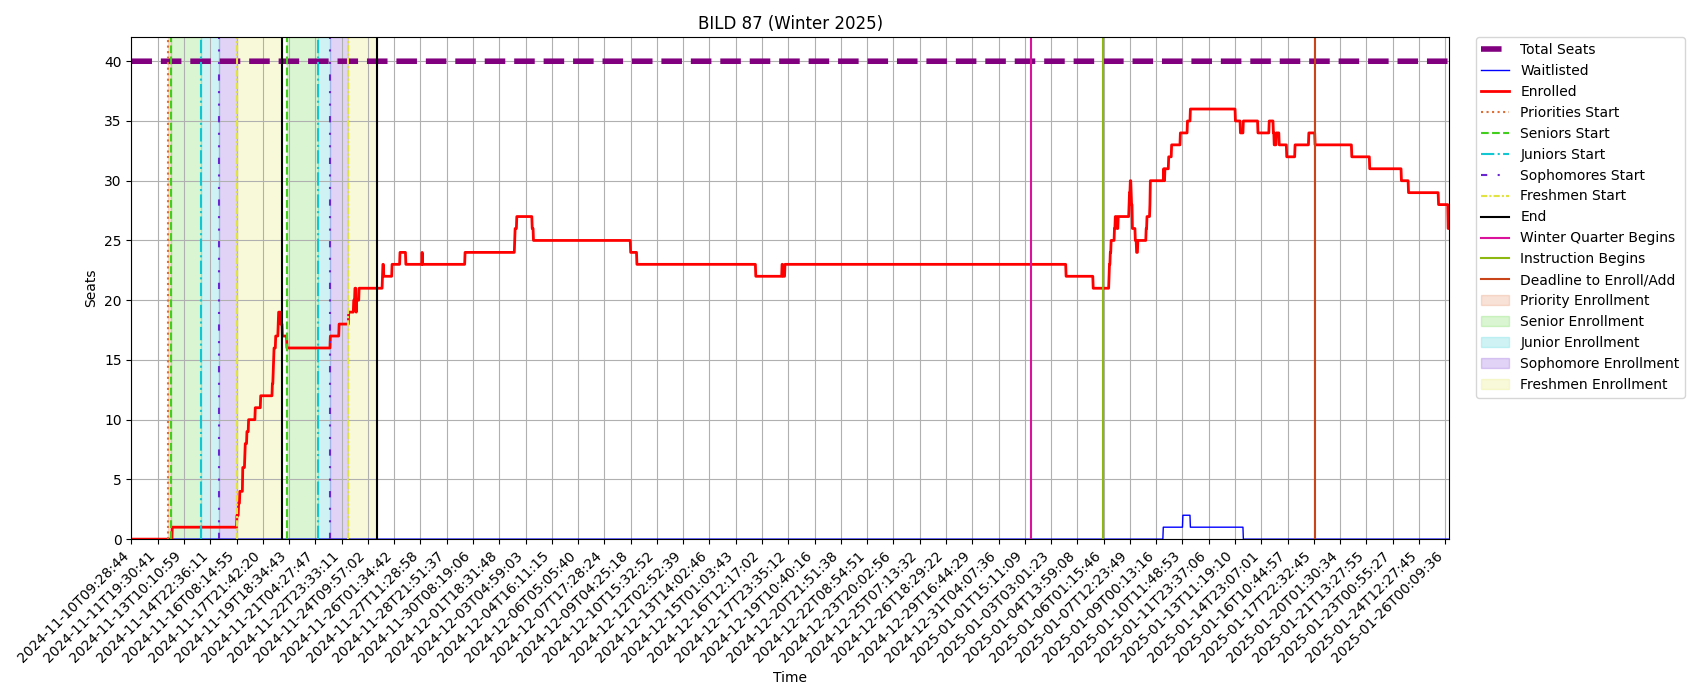 BILD 87 (Winter 2025)
Seats
40
35
30
25
20
15
10
5
0
2024-11-10T09:28:44
2024-11-11T19:30:41
2024-11-13T10:10:59
2024-11-14T22:36:11
2024-11-16T08:14:55
2024-11-17T21:42:20
2024-11-19T18:34:43
2024-11-21T04:27:47
2024-11-22T22:33:11
2024-11-24T09:57:02
2024-11-26T01:34:42
2024-11-27T11:28:58
2024-11-28T21:51:37
2024-11-30T08:19:06
2024-12-01T18:31:48
2024-12-03T04:59:03
2024-12-04T16:11:15
2024-12-06T05:05:40
2024-12-07T17:28:24
2024-12-09T04:25:18
2024-12-10T15:32:52
2024-12-12T02:52:39
2024-12-13T14:02:46
2024-12-15T01:03:43
2024-12-16T12:17:02
2024-12-17T23:35:12
2024-12-19T10:40:16
2024-12-20T21:51:38
2024-12-22T08:54:51
2024-12-23T20:02:56
2024-12-25T07:13:32
2024-12-26T18:29:22
2024-12-29T16:44:29
2024-12-31T04:07:36
2025-01-01T15:11:09
2025-01-03T03:01:23
2025-01-04T13:59:08
2025-01-06T01:15:46
2025-01-07T12:23:49
2025-01-09T00:13:16
2025-01-10T11:48:53
2025-01-11T23:37:06
2025-01-13T11:19:10
2025-01-14T23:07:01
2025-01-16T10:44:57
2025-01-17T22:32:45
2025-01-20T01:30:34
2025-01-21T13:27:55
2025-01-23T00:55:27
2025-01-24T12:27:45
2025-01-26T00:09:36
Time
Total Seats
Waitlisted
Enrolled
Priorities Start
Seniors Start
Juniors Start
Sophomores Start
Freshmen Start
End
Winter Quarter Begins
Instruction Begins
Deadline to Enroll/Add
Priority Enrollment
Senior Enrollment
Junior Enrollment
Sophomore Enrollment
Freshmen Enrollment